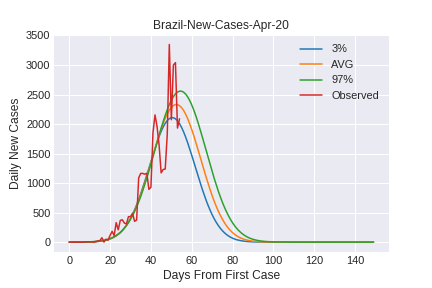 Brazil-New-Cases-Apr-20
Daily New Cases
3500
3000
2500
2000
1500
1000
500
0
3%
AVG
97%
Observed
0 20 40 60 80 100 120 140
Days From First Case